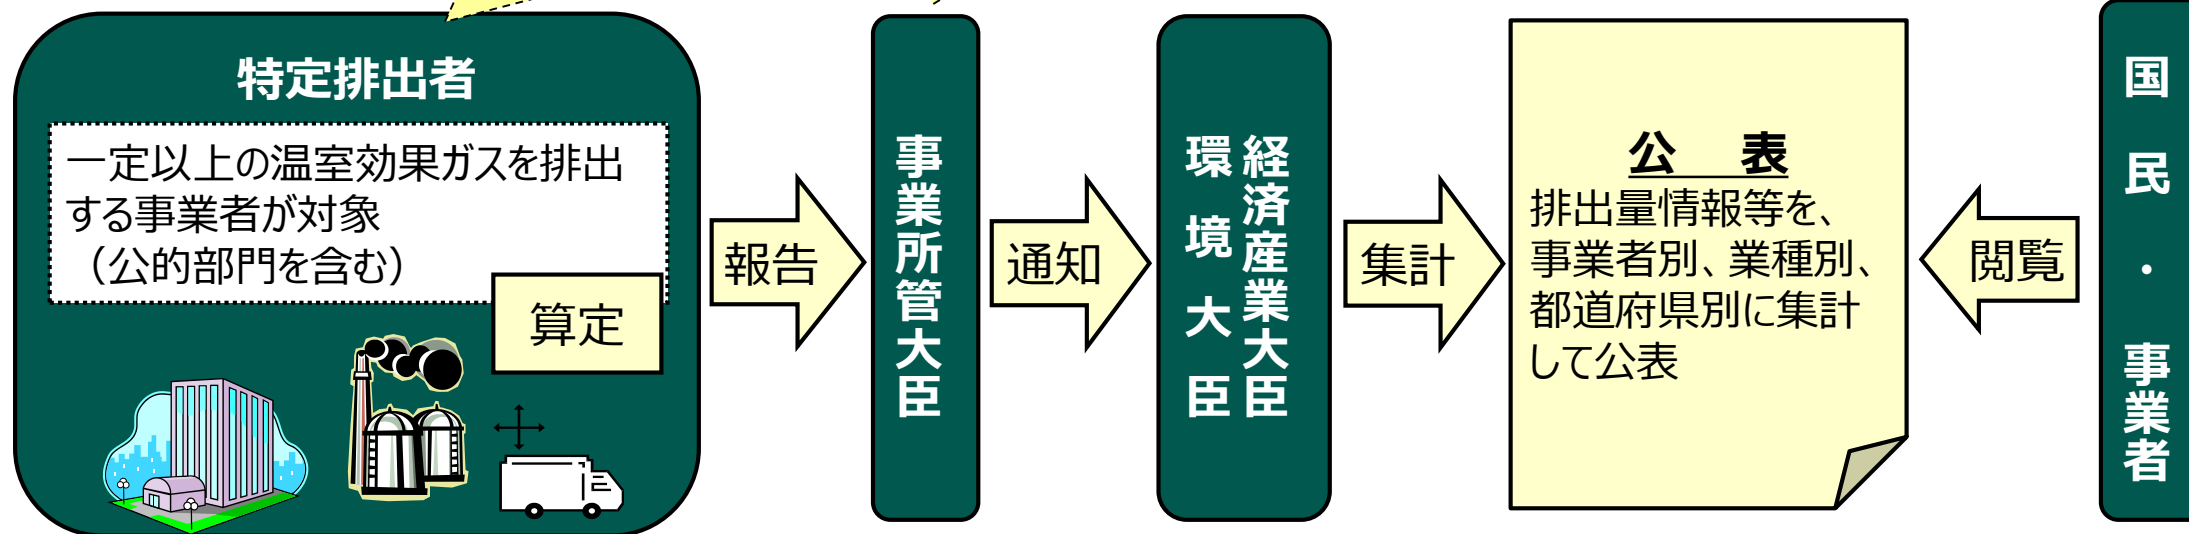 特定排出者
一定以上の温室効果ガスを排出
する事業者が対象
（公的部門を含む）
算定
報告
事業所管大臣
通知
経済産業大臣
環境大臣
集計
公　表
排出量情報等を、
事業者別、業種別、
都道府県別に集計
して公表
閲覧
国民・事業者